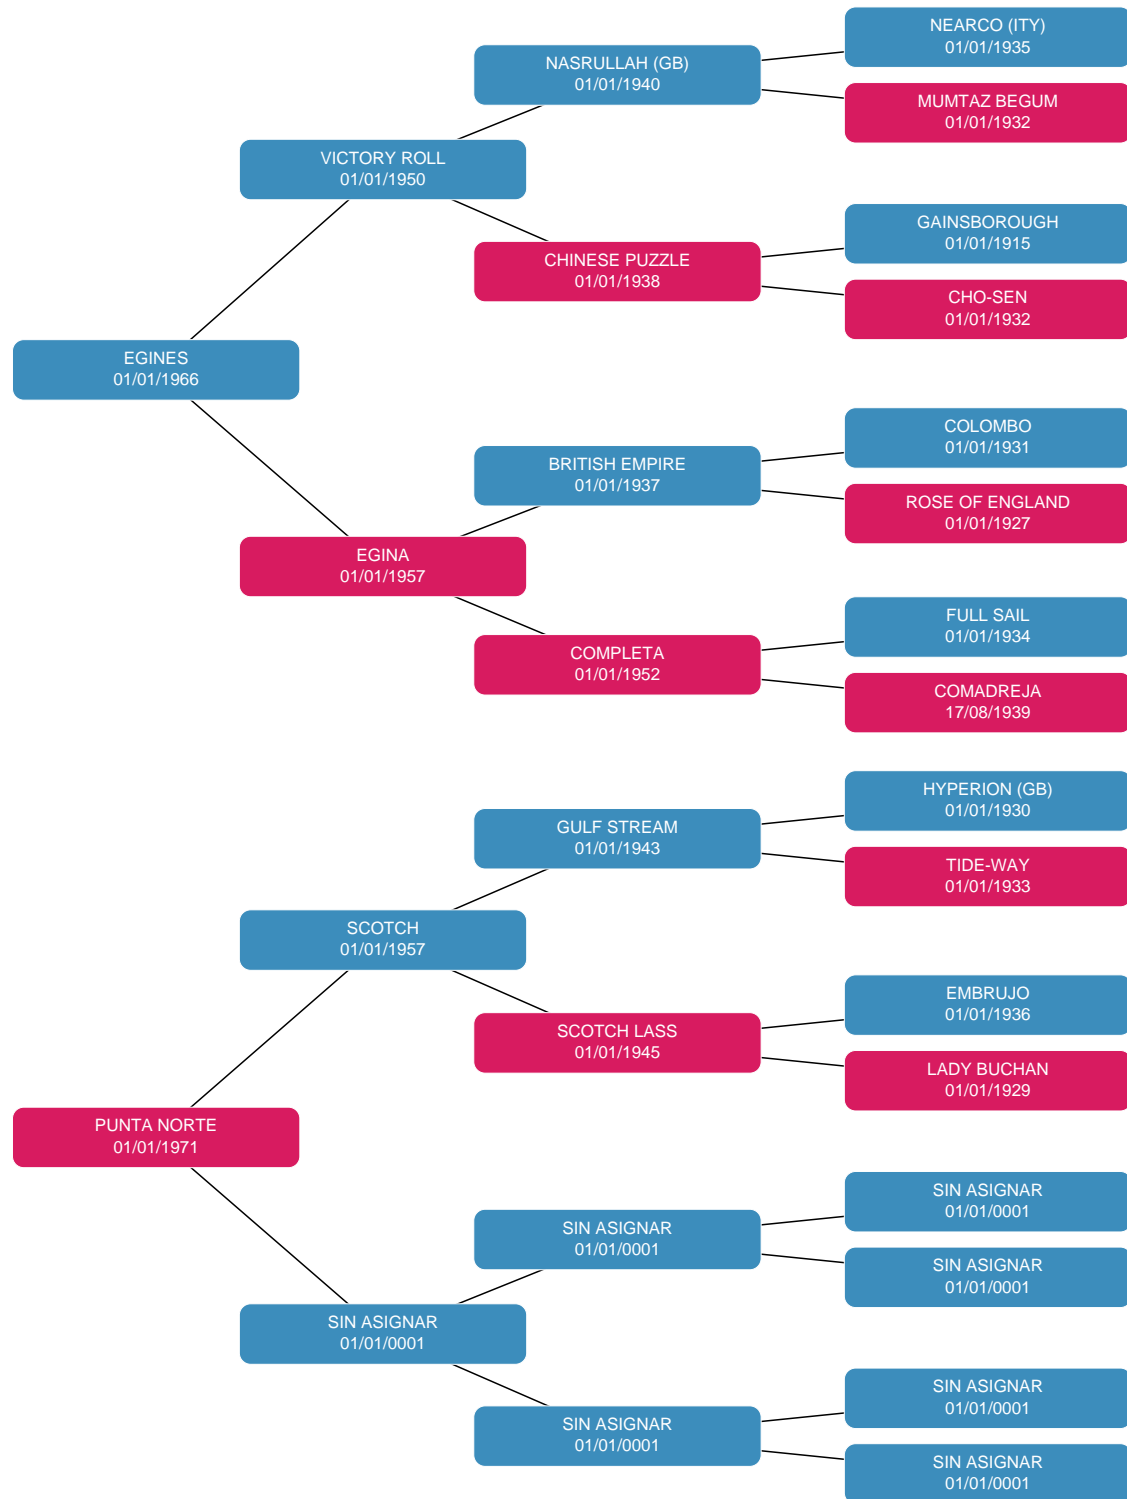 NEARCO (ITY)
01/01/1935
NASRULLAH (GB)
01/01/1940
MUMTAZ BEGUM
01/01/1932
VICTORY ROLL
01/01/1950
GAINSBOROUGH
01/01/1915
CHINESE PUZZLE
01/01/1938
CHO-SEN
01/01/1932
EGINES
01/01/1966
COLOMBO
01/01/1931
BRITISH EMPIRE
01/01/1937
ROSE OF ENGLAND
01/01/1927
EGINA
01/01/1957
FULL SAIL
01/01/1934
COMPLETA
01/01/1952
COMADREJA
17/08/1939
HYPERION (GB)
01/01/1930
GULF STREAM
01/01/1943
TIDE-WAY
01/01/1933
SCOTCH
01/01/1957
EMBRUJO
01/01/1936
SCOTCH LASS
01/01/1945
LADY BUCHAN
01/01/1929
PUNTA NORTE
01/01/1971
SIN ASIGNAR
01/01/0001
SIN ASIGNAR
01/01/0001
SIN ASIGNAR
01/01/0001
SIN ASIGNAR
01/01/0001
SIN ASIGNAR
01/01/0001
SIN ASIGNAR
01/01/0001
SIN ASIGNAR
01/01/0001